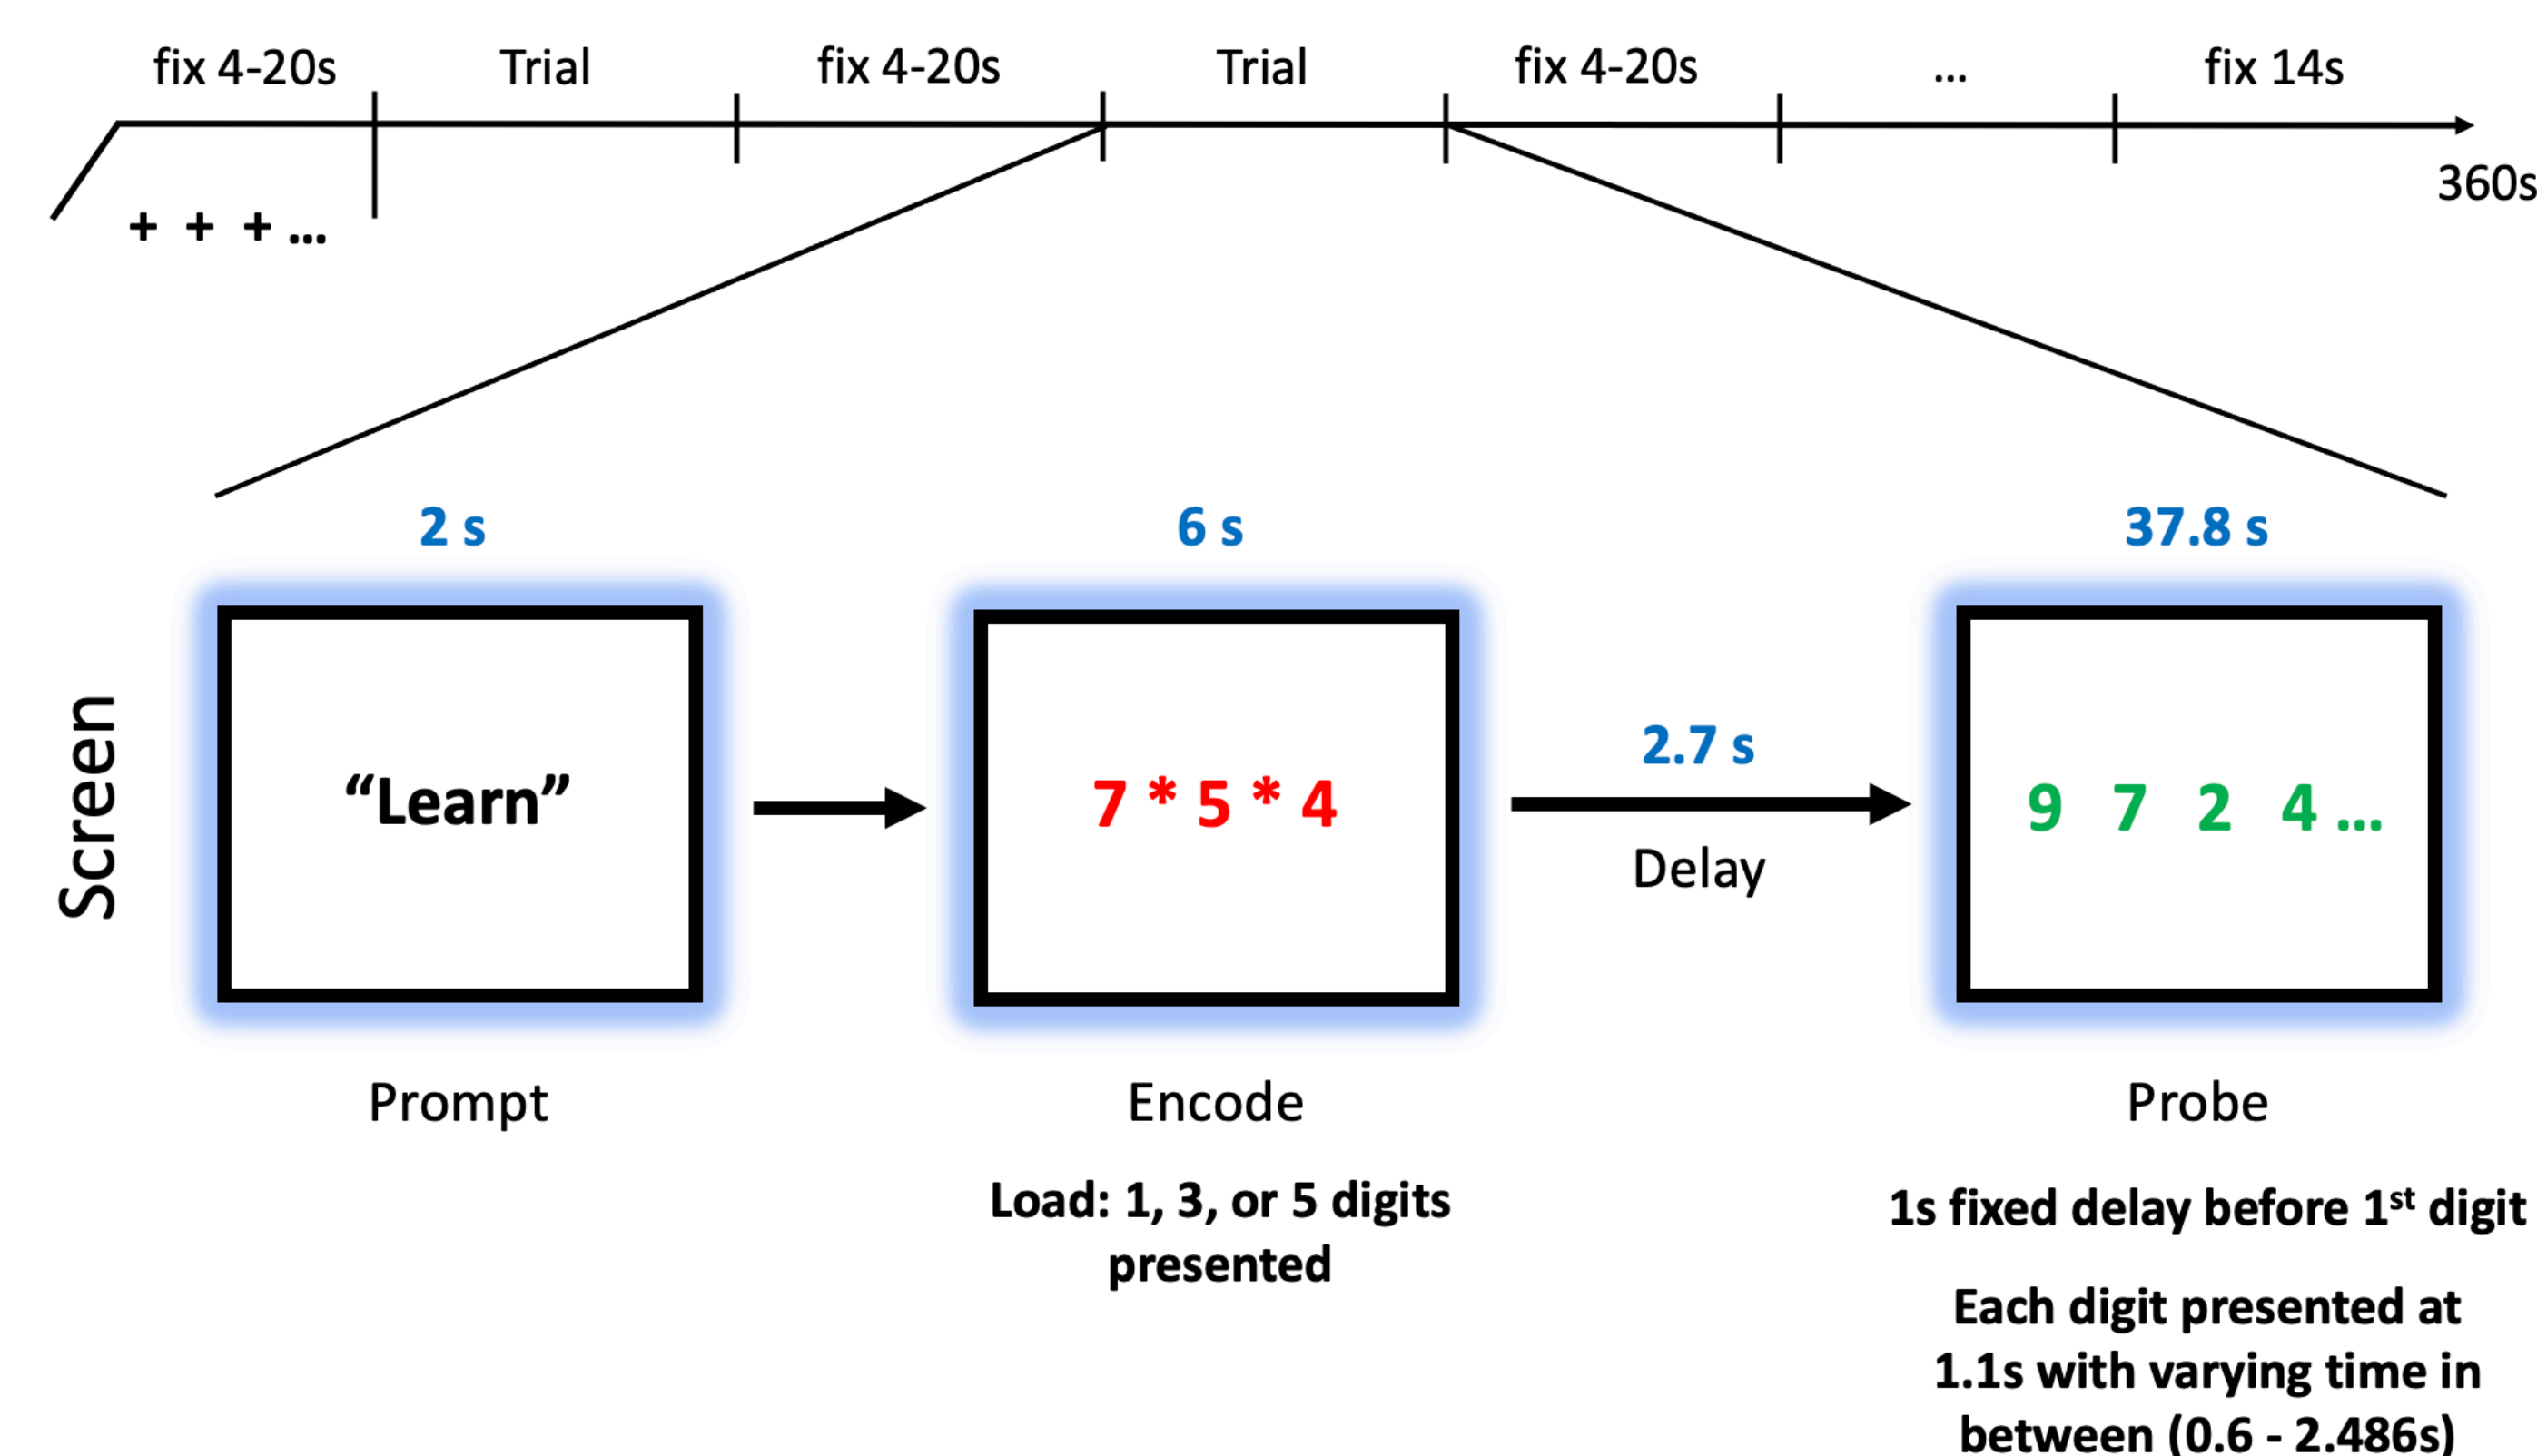 fix 4-20s Trial fix 4-20s Trial fix 4-20s ... fix 14s
360s
+ + + ...
2 s 6 s 37.8 s
Screen
“Learn”
7 * 5 * 4
2.7 s
Delay
9 7 2 4 ...
Prompt Encode Probe
Load: 1, 3, or 5 digits
presented
1s fixed delay before 1st digit
Each digit presented at
1.1s with varying time in
between (0.6 - 2.486s)